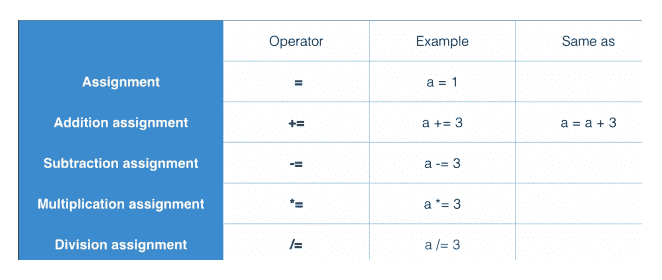 Operator Example Same as
Assignment = a = 1
Addition assignment += a += 3 a = a + 3
Subtraction assignment -= a -= 3
Multiplication assignment *= a *= 3
Division assignment /= a /= 3